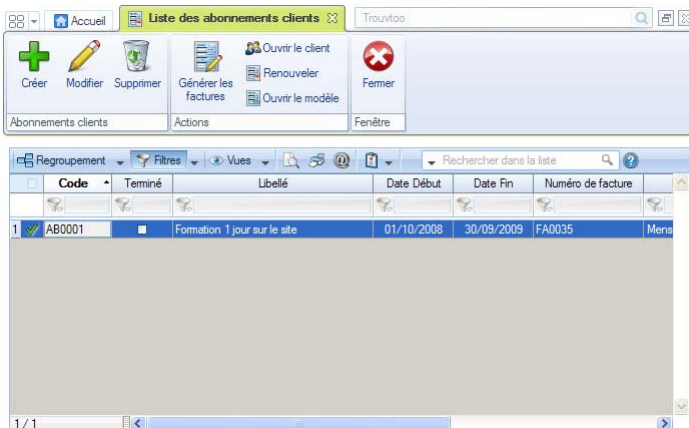 Accueil Liste des abonnements clients Trouvtoo
Créer Modifier Supprimer Générer les factures Ouvrir le client Renouveler Ouvrir le modèle Fermer
Abonnements clients Actions Fenêtre
Regroupement Filtres Vues Rechercher dans la liste
Code Terminé Libellé Date Début Date Fin Numéro de facture
1 AB0001 Formation 1 jour sur le site 01/10/2008 30/09/2009 FA0035 Mens
1 / 1